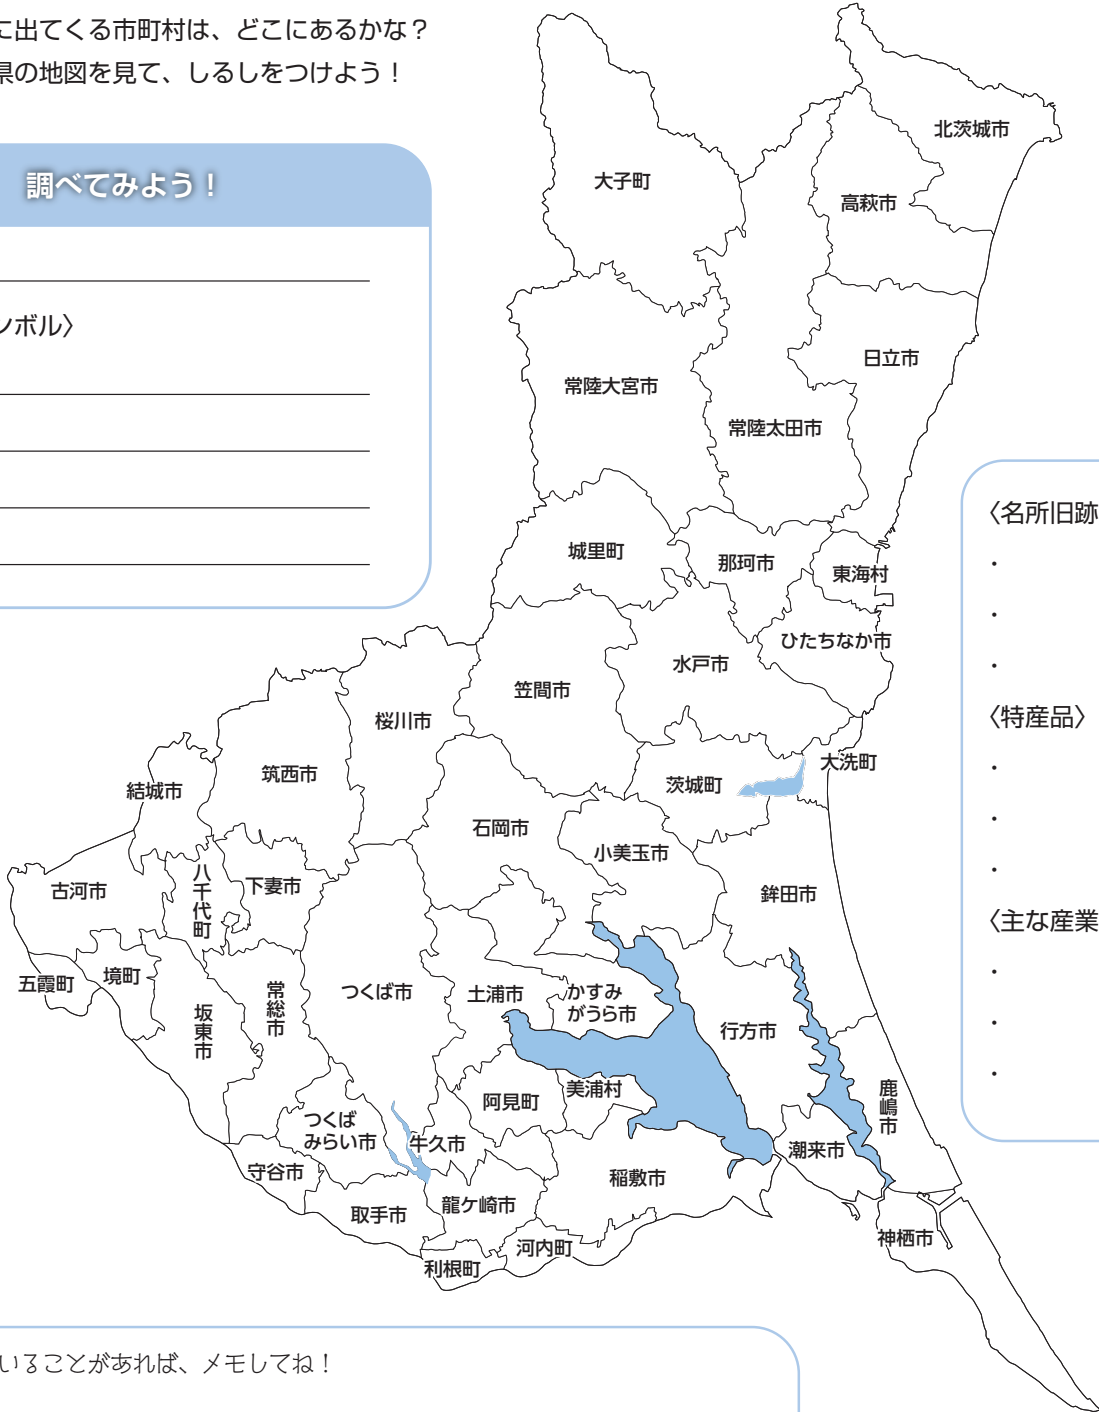 に出てくる市町村は、どこにあるかな？
県の地図を見て、しるしをつけよう！
調べてみよう！
ンボル〉
北茨城市
大子町
高萩市
日立市
常陸大宮市
常陸太田市
〈名所旧跡
・
・
・
〈特産品〉
・
・
・
〈主な産業
・
・
・
城里町
那珂市
東海村
ひたちなか市
水戸市
笠間市
桜川市
筑西市
結城市
大洗町
茨城町
石岡市
小美玉市
古河市
八千代町
下妻市
鉾田市
五霞町
境町
坂東市
常総市
つくば市
土浦市
かすみ
がうら市
行方市
鹿嶋市
阿見町
美浦村
つくば
みらい市
牛久市
潮来市
守谷市
稲敷市
取手市
龍ケ崎市
神栖市
河内町
利根町
いることがあれば、メモしてね！